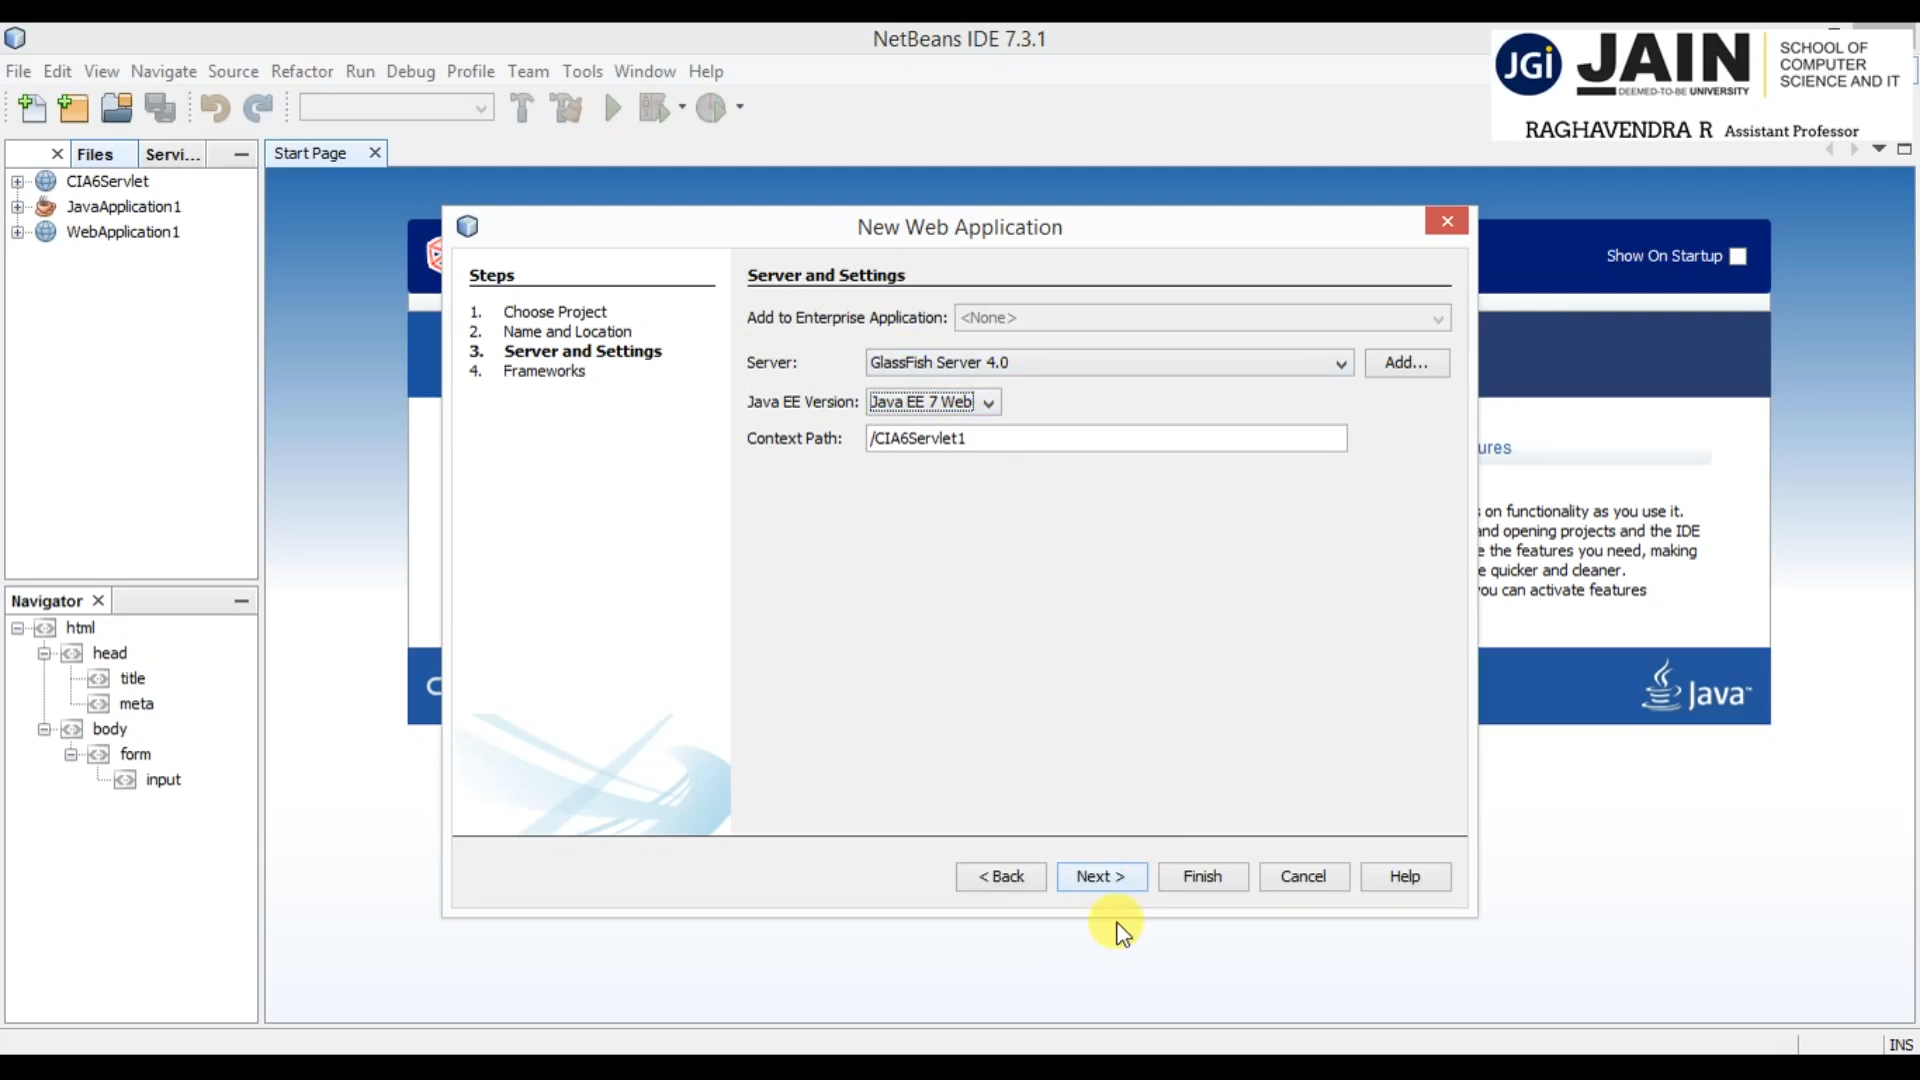 NetBeans IDE 7.3.1
JGi JAIN DEEMED-TO-BE UNIVERSITY
SCHOOL OF
COMPUTER
SCIENCE AND IT
RAGHAVENDRA R Assistant Professor
File Edit View Navigate Source Refactor Run Debug Profile Team Tools Window Help
Files Servi... Start Page
CIA6Servlet
JavaApplication1
WebApplication1
Show On Startup
New Web Application
Steps
1. Choose Project
2. Name and Location
3. Server and Settings
4. Frameworks
Server and Settings
Add to Enterprise Application: <None>
Server: GlassFish Server 4.0 Add...
Java EE Version: Java EE 7 Web
Context Path: /CIA6Servlet1
ures
on functionality as you use it.
and opening projects and the IDE
e the features you need, making
e quicker and cleaner.
you can activate features
Java
< Back Next > Finish Cancel Help
Navigator
html
head
title
meta
body
form
input
INS